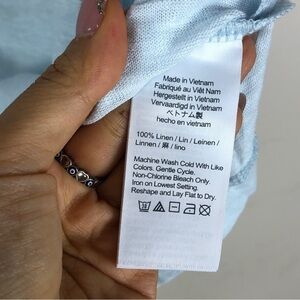 Made in Vietnam
Fabriqué au Viêt Nam
Hergestellt in Vietnam
Vervaardigd in Vietnam
ベトナム製
hecho en vietnam
100% Linen / Lin / Leinen /
Linnen / 麻 / lino
Machine Wash Cold With Like
Colors. Gentle Cycle.
Non-Chlorine Bleach Only.
Iron on Lowest Setting.
Reshape and Lay Flat to Dry.